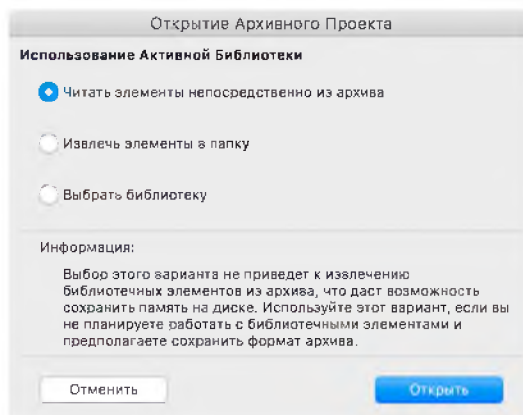 Открытие Архивного Проекта
Использование Активной Библиотеки
Читать элементы непосредственно из архива
Извлечь элементы в папку
Выбрать библиотеку
Информация:
Выбор этого варианта не приведет к извлечению
библиотечных элементов из архива, что даст возможность
сохранить память на диске. Используйте этот вариант, если вы
не планируете работать с библиотечными элементами и
предполагаете сохранить формат архива.
Отменить
Открыть